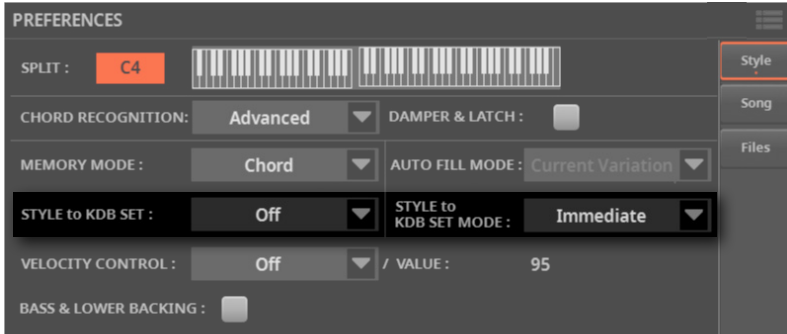 PREFERENCES
SPLIT : C4
Style
CHORD RECOGNITION: Advanced DAMPER & LATCH :
Song
MEMORY MODE : Chord AUTO FILL MODE : Current Variation
Files
STYLE to KDB SET : Off STYLE to
KDB SET MODE : Immediate
VELOCITY CONTROL : Off / VALUE : 95
BASS & LOWER BACKING :